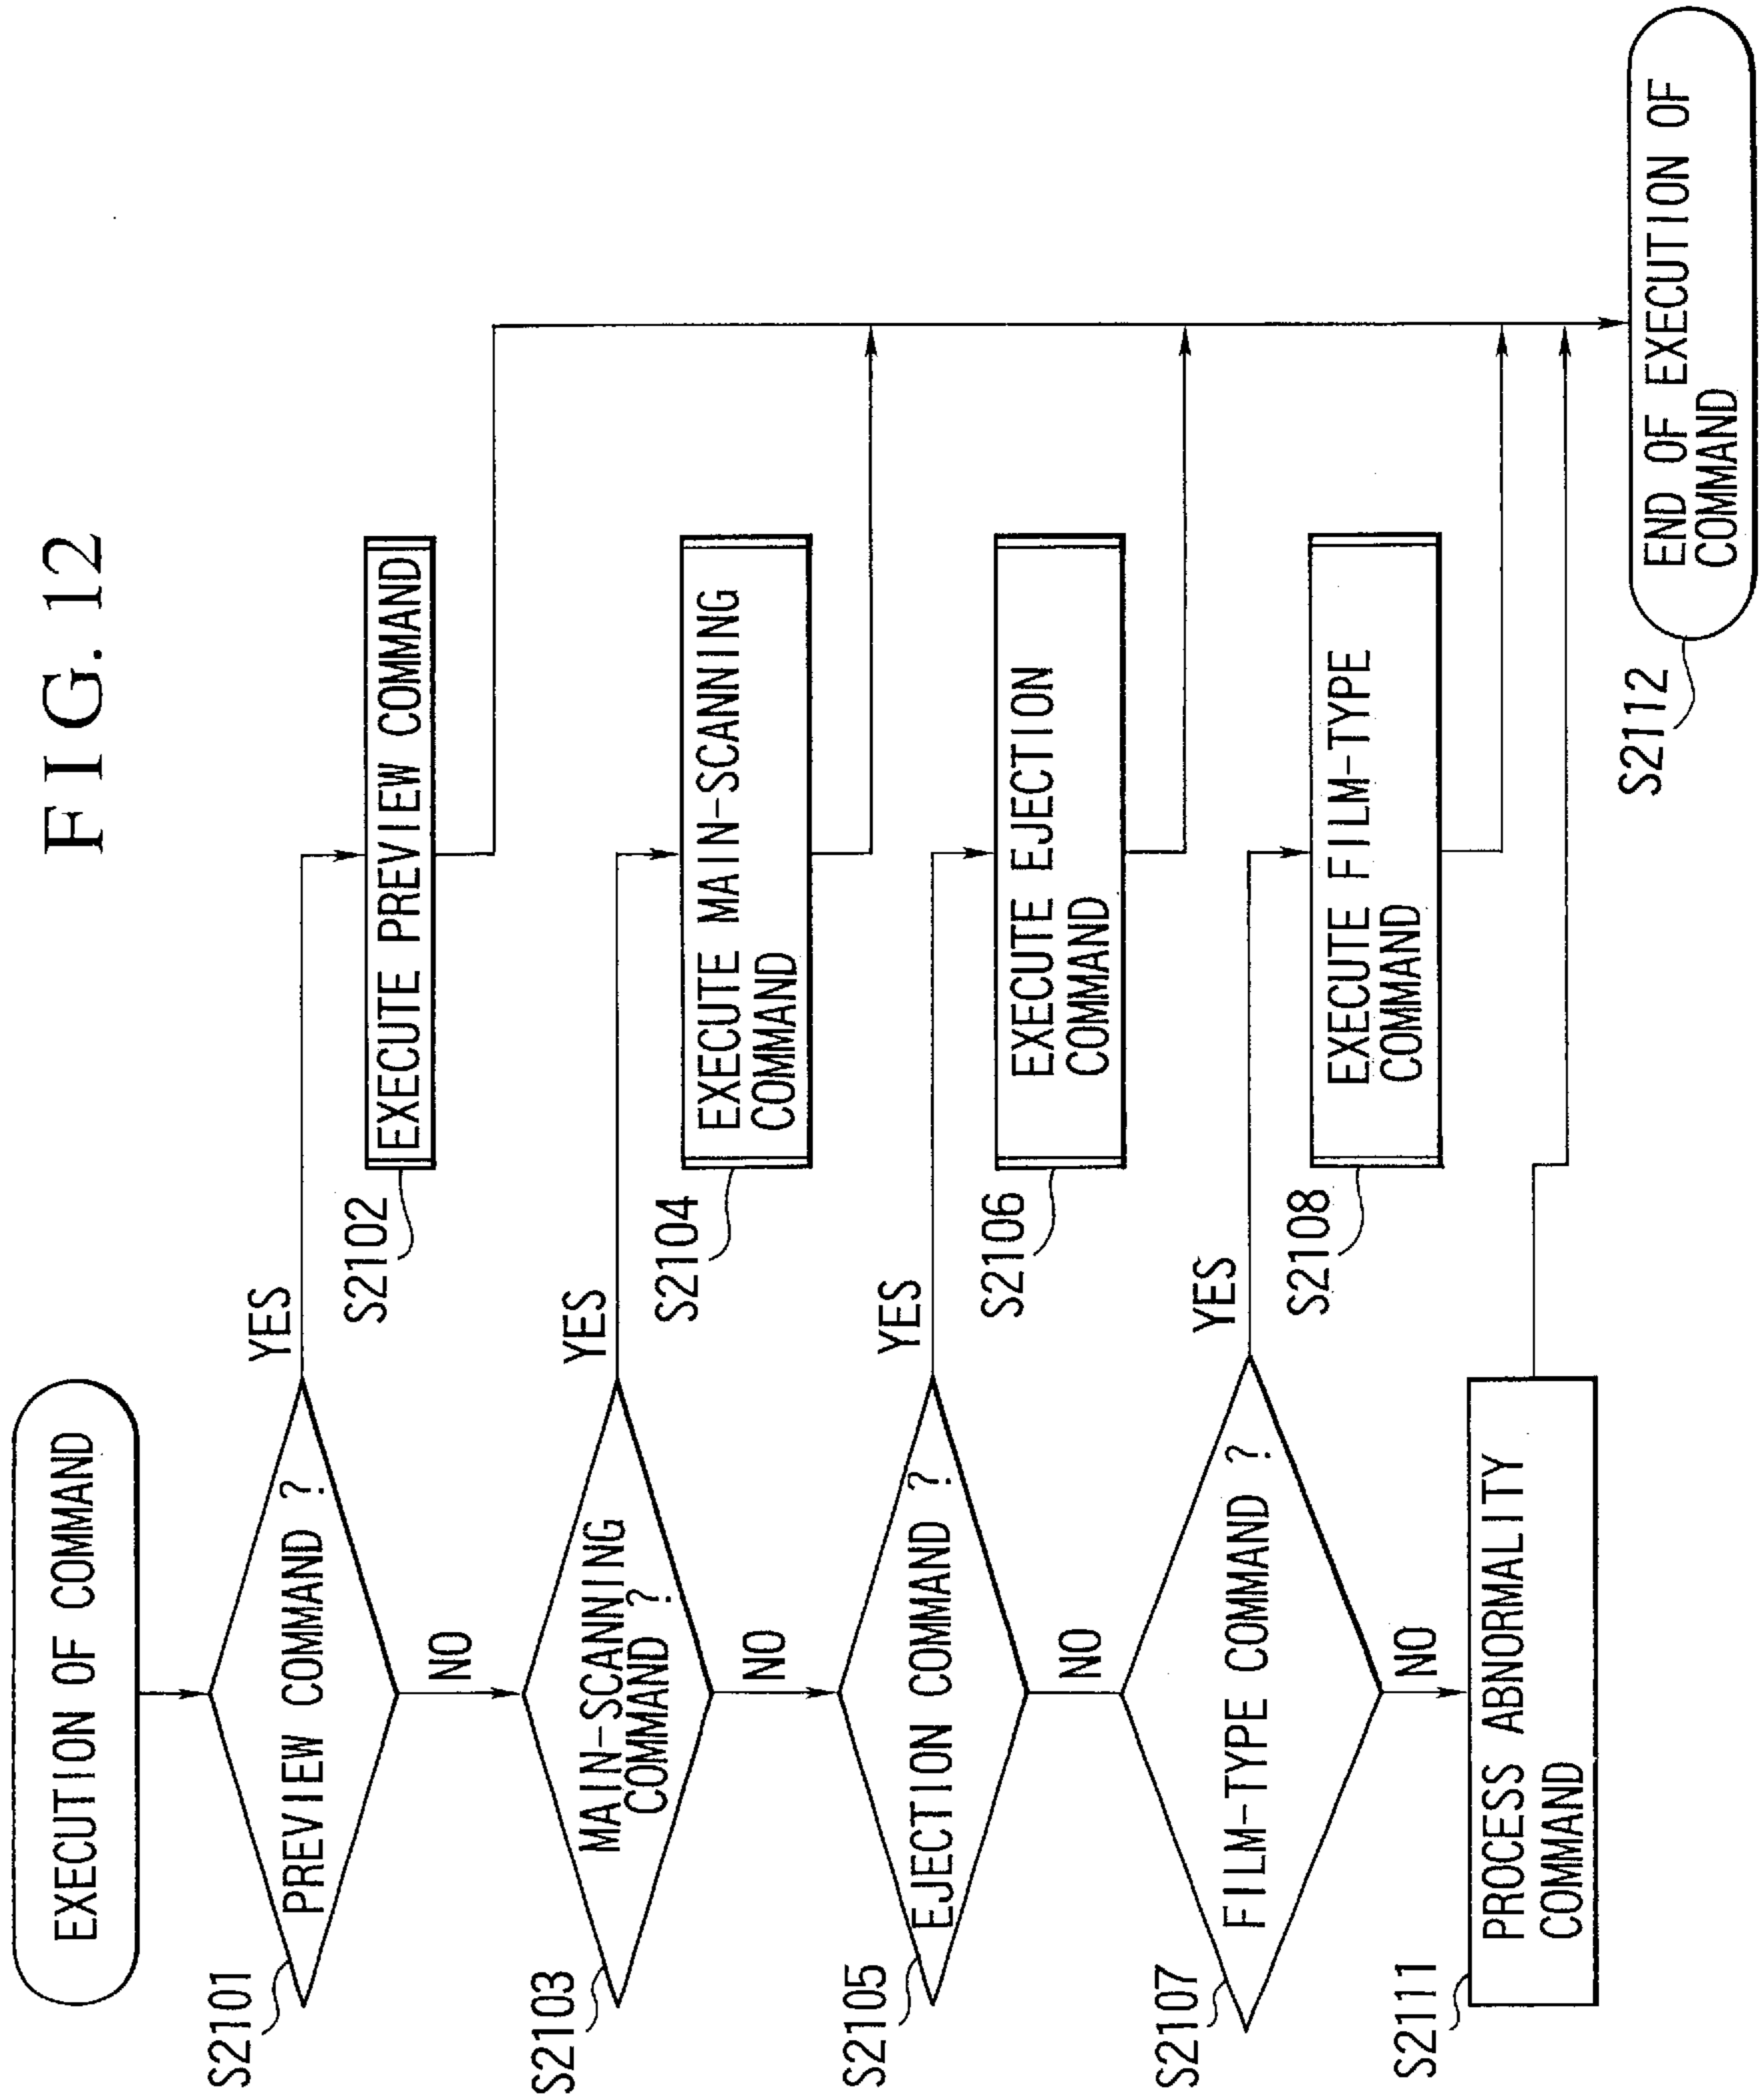 FIG. 12
EXECUTION OF COMMAND
S2101
PREVIEW COMMAND ?
YES
NO
S2102
EXECUTE PREVIEW COMMAND
S2103
MAIN-SCANNING
COMMAND ?
YES
NO
S2104
EXECUTE MAIN-SCANNING
COMMAND
S2105
EJECTION COMMAND ?
YES
NO
S2106
EXECUTE EJECTION
COMMAND
S2107
FILM-TYPE COMMAND ?
YES
NO
S2108
EXECUTE FILM-TYPE
COMMAND
S2111
PROCESS ABNORMALITY
COMMAND
S2112
END OF EXECUTION OF
COMMAND